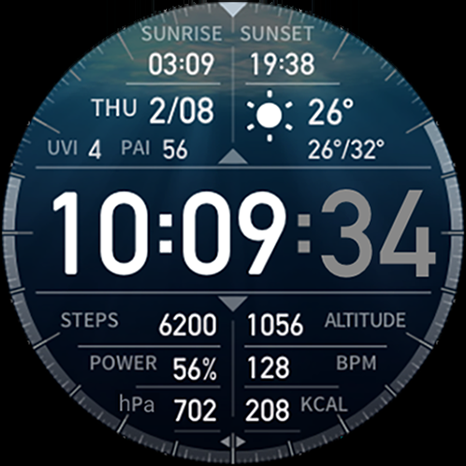 SUNRISE SUNSET
03:09 19:38
THU 2/08 26°
UVI 4 PAI 56 26°/32°
10:09:34
STEPS 6200 1056 ALTITUDE
POWER 56% 128 BPM
hPa 702 208 KCAL